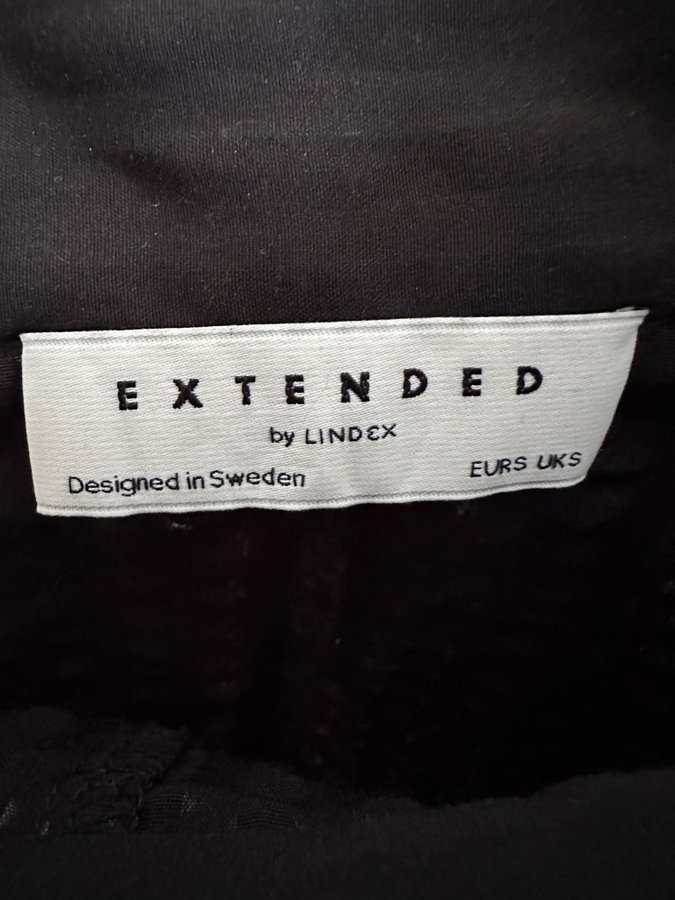 EXTENDED
by LINDEX
Designed in Sweden
EURS UKS